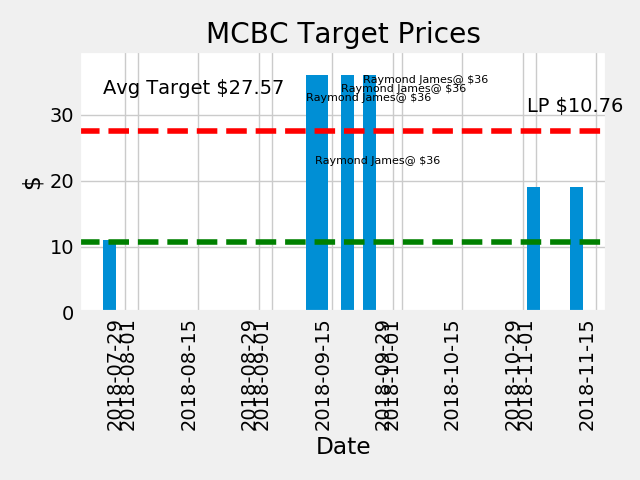 MCBC Target Prices
Raymond James@ $36
Avg Target $27.57
Raymond James@ $36
Raymond James@ $36
LP $10.76
Raymond James@ $36
$
30
20
10
0
2018-07-29
2018-08-01
2018-08-15
2018-08-29
2018-09-01
2018-09-15
2018-09-29
2018-10-01
2018-10-15
2018-10-29
2018-11-01
2018-11-15
Date